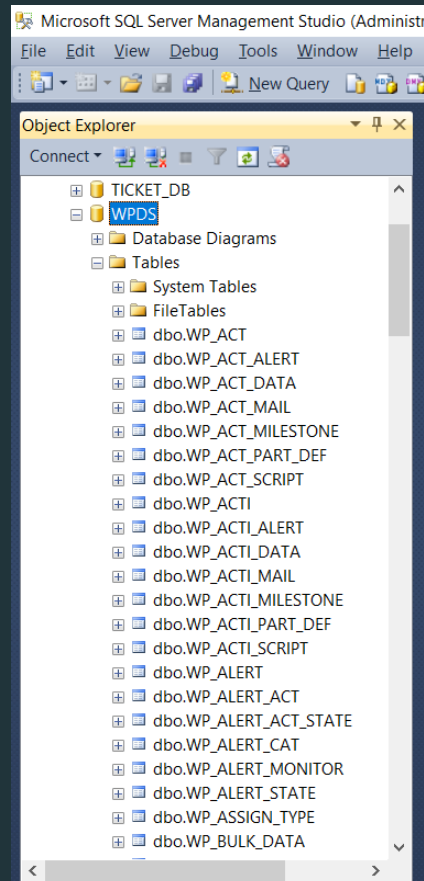 Microsoft SQL Server Management Studio (Administr
File Edit View Debug Tools Window Help
New Query
Object Explorer
Connect
TICKET_DB
WPDS
Database Diagrams
Tables
System Tables
FileTables
dbo.WP_ACT
dbo.WP_ACT_ALERT
dbo.WP_ACT_DATA
dbo.WP_ACT_MAIL
dbo.WP_ACT_MILESTONE
dbo.WP_ACT_PART_DEF
dbo.WP_ACT_SCRIPT
dbo.WP_ACTI
dbo.WP_ACTI_ALERT
dbo.WP_ACTI_DATA
dbo.WP_ACTI_MAIL
dbo.WP_ACTI_MILESTONE
dbo.WP_ACTI_PART_DEF
dbo.WP_ACTI_SCRIPT
dbo.WP_ALERT
dbo.WP_ALERT_ACT
dbo.WP_ALERT_ACT_STATE
dbo.WP_ALERT_CAT
dbo.WP_ALERT_MONITOR
dbo.WP_ALERT_STATE
dbo.WP_ASSIGN_TYPE
dbo.WP_BULK_DATA